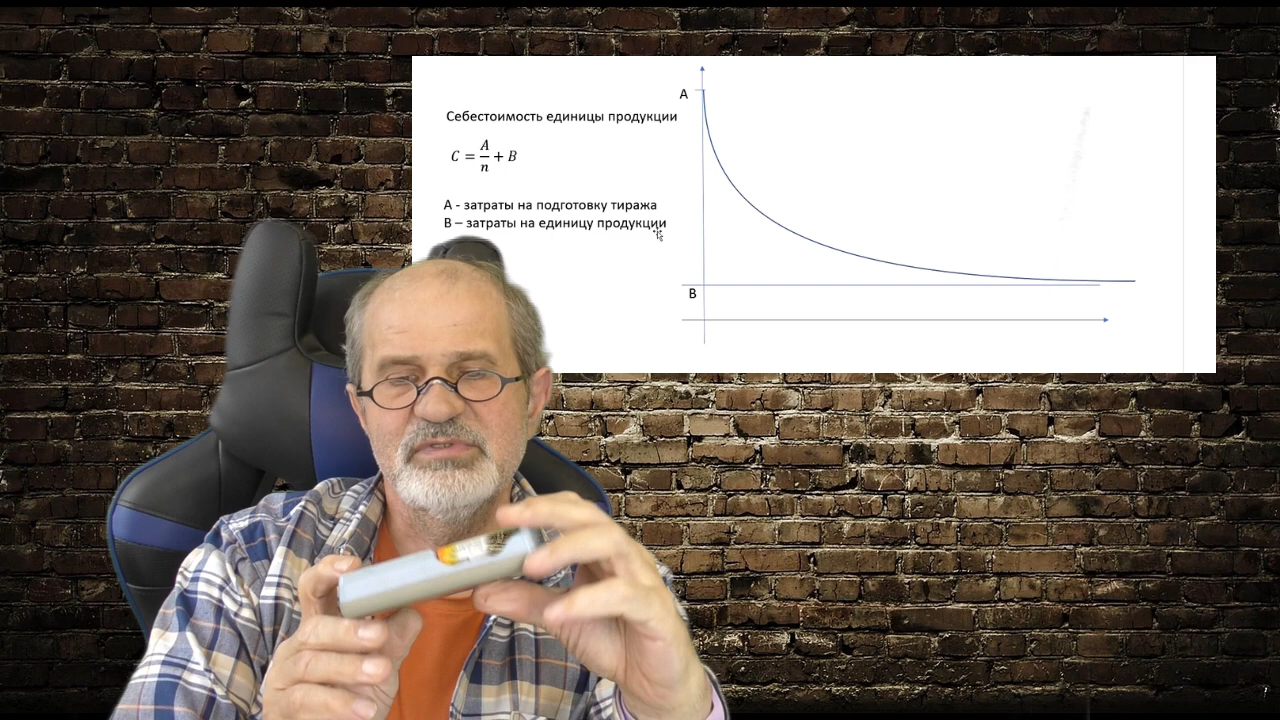 Себестоимость единицы продукции
C = A/n + B
А - затраты на подготовку тиража
В – затраты на единицу продукции
A
B